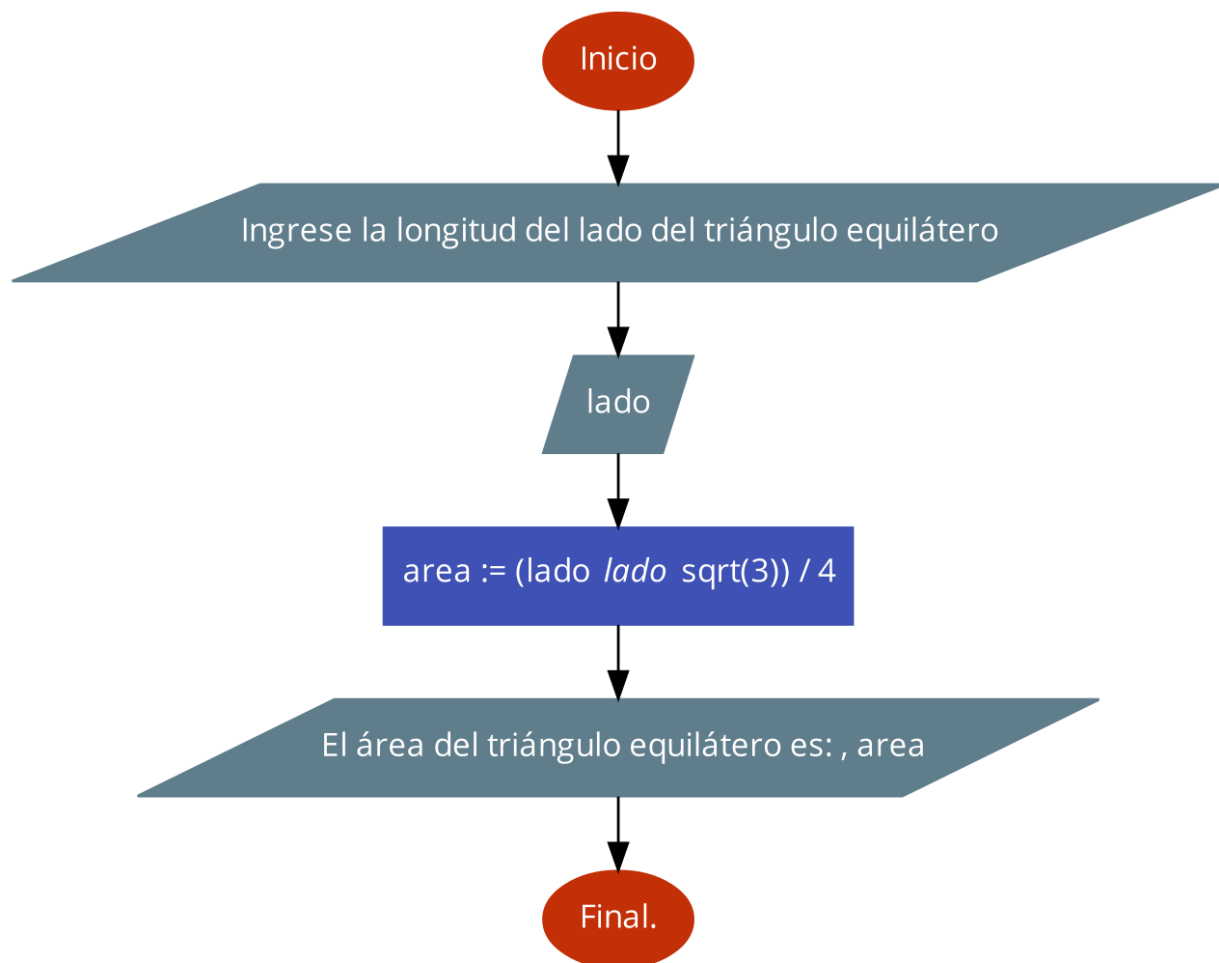 Inicio
Ingrese la longitud del lado del triángulo equilátero
lado
area := (lado lado sqrt(3)) / 4
El área del triángulo equilátero es: , area
Final.